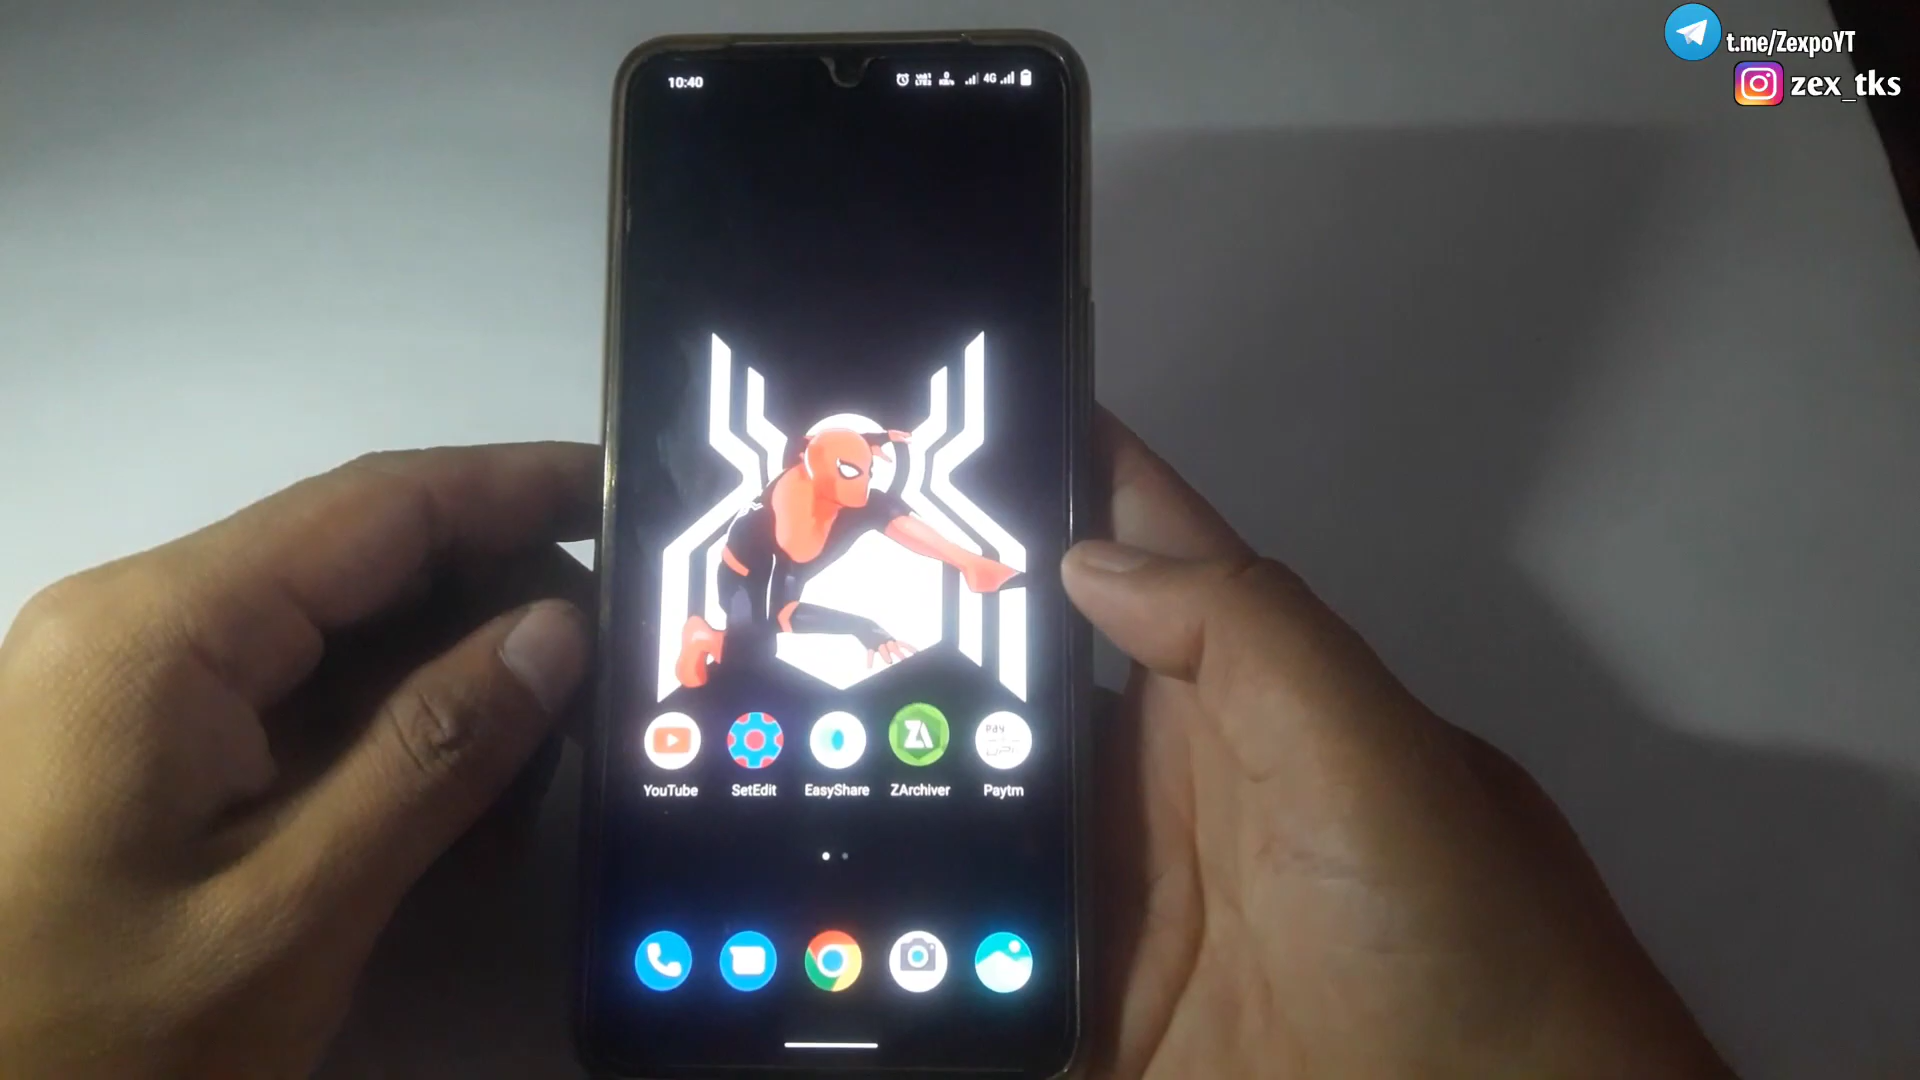 t.me/ZexpoYT
zex_tks
10:40
4G
YouTube SetEdit EasyShare ZArchiver Paytm